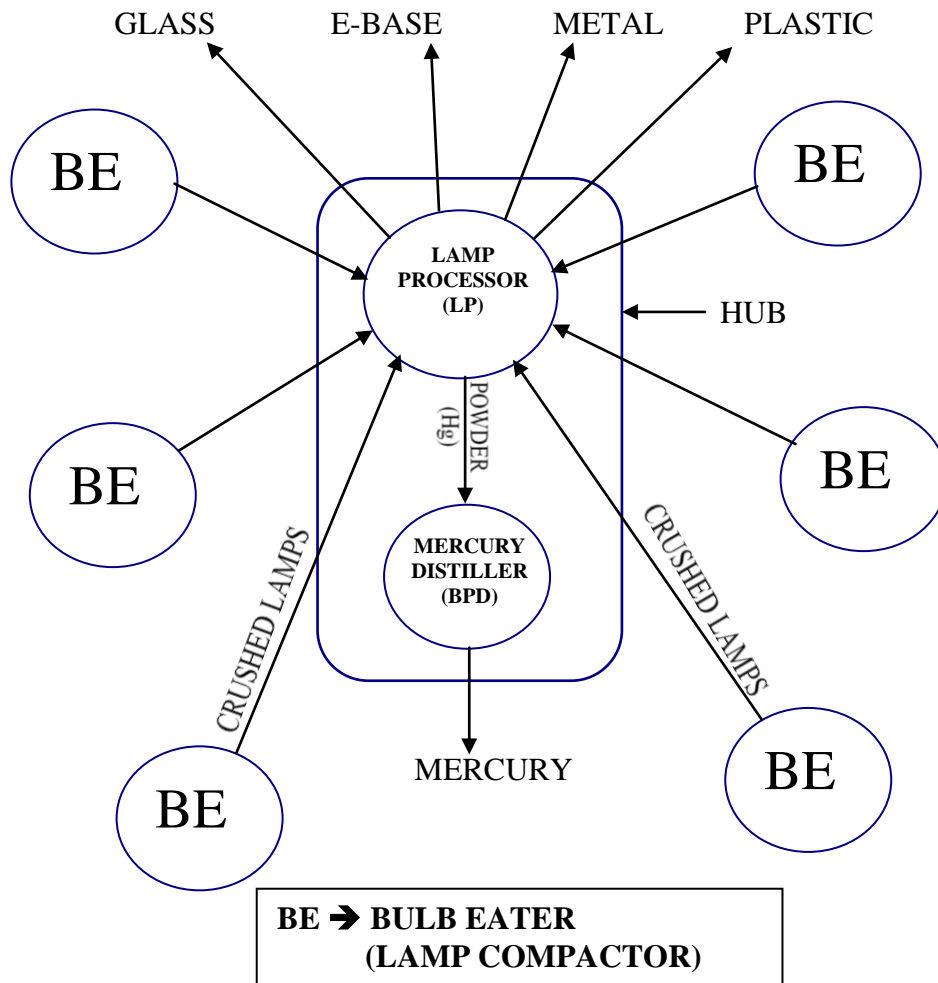 GLASS
E-BASE
METAL
PLASTIC
BE
BE
LAMP
PROCESSOR
(LP)
HUB
POWDER
(Hg)
BE
BE
MERCURY
DISTILLER
(BPD)
CRUSHED LAMPS
CRUSHED LAMPS
MERCURY
BE
BE
BE ➔ BULB EATER
(LAMP COMPACTOR)